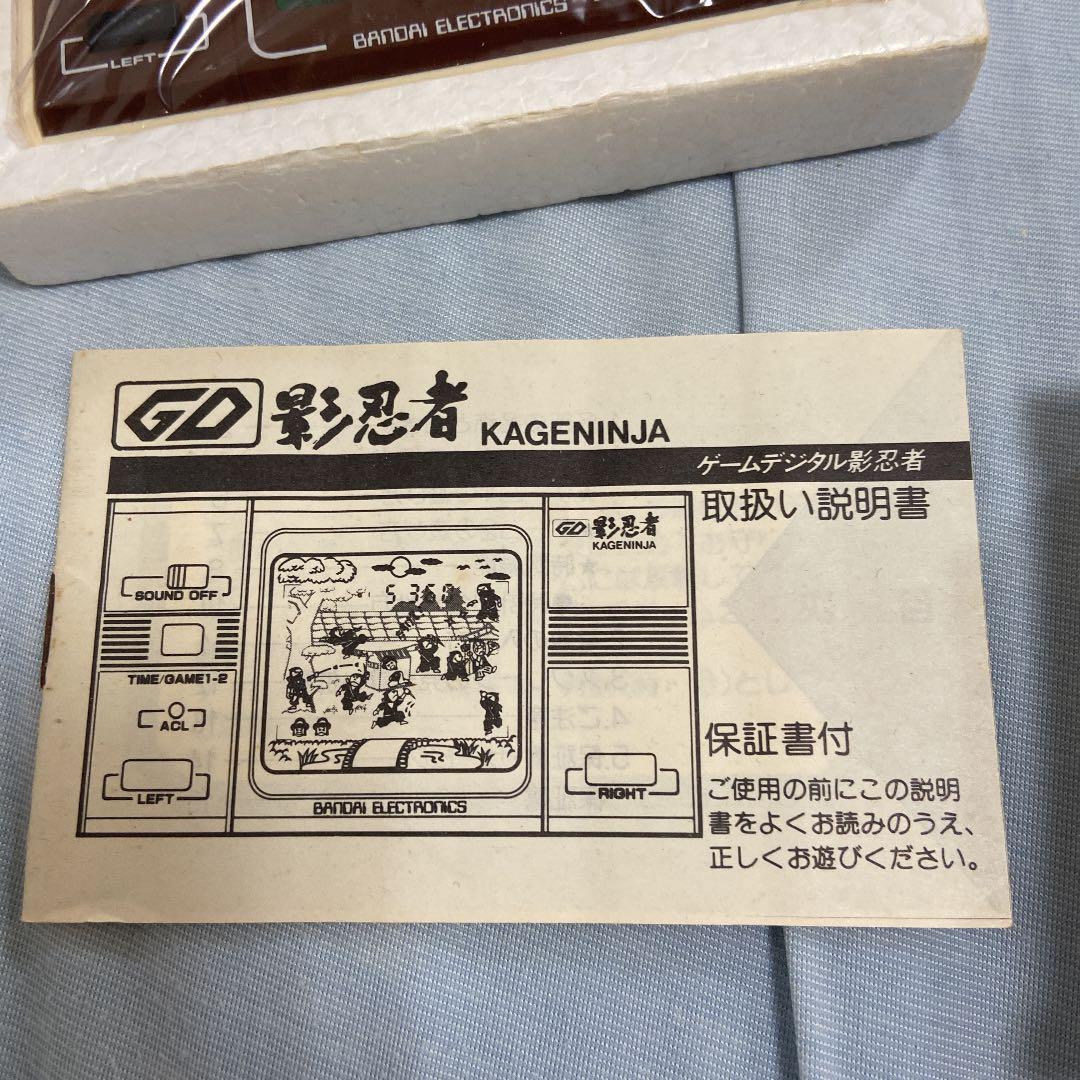 LEFT
BANDAI ELECTRONICS
GD 影忍者 KAGENINJA
ゲームデジタル影忍者
取扱い説明書
SOUND OFF
TIME/GAME1-2
ACL
LEFT
5 350
BANDAI ELECTRONICS
GD 影忍者
KAGENINJA
RIGHT
保証書付
ご使用の前にこの説明
書をよくお読みのうえ、
正しくお遊びください。